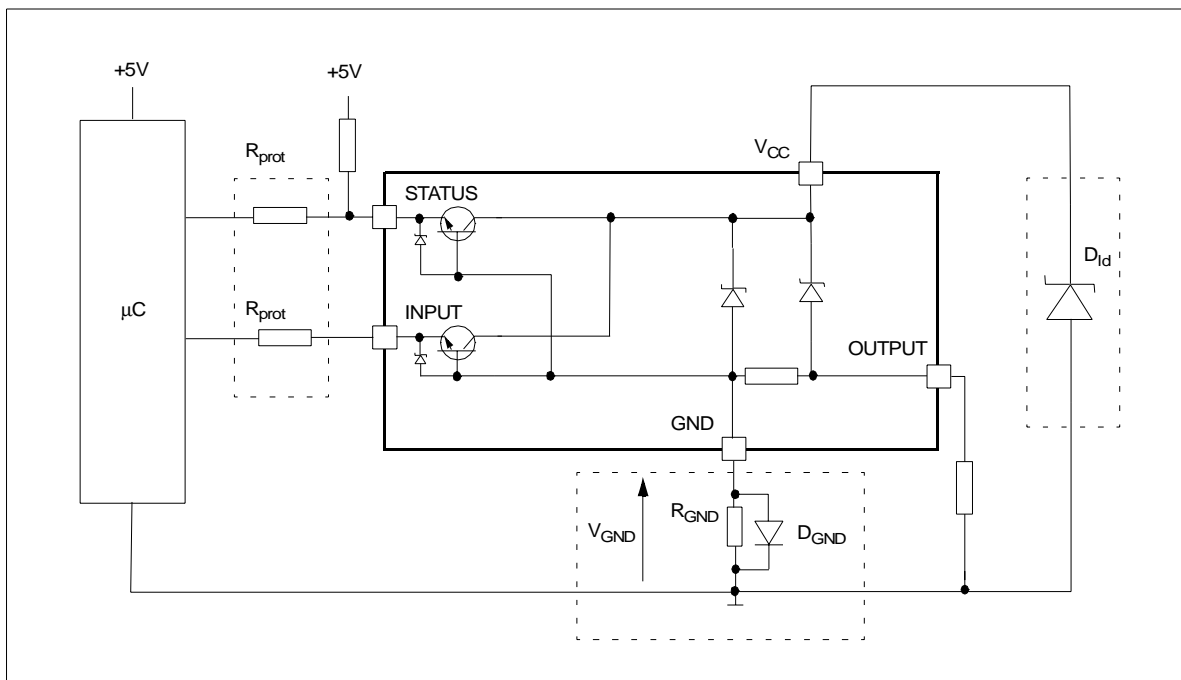 +5V
+5V
R_prot
V_CC
STATUS
D_ld
μC
R_prot
INPUT
OUTPUT
GND
R_GND
V_GND
D_GND